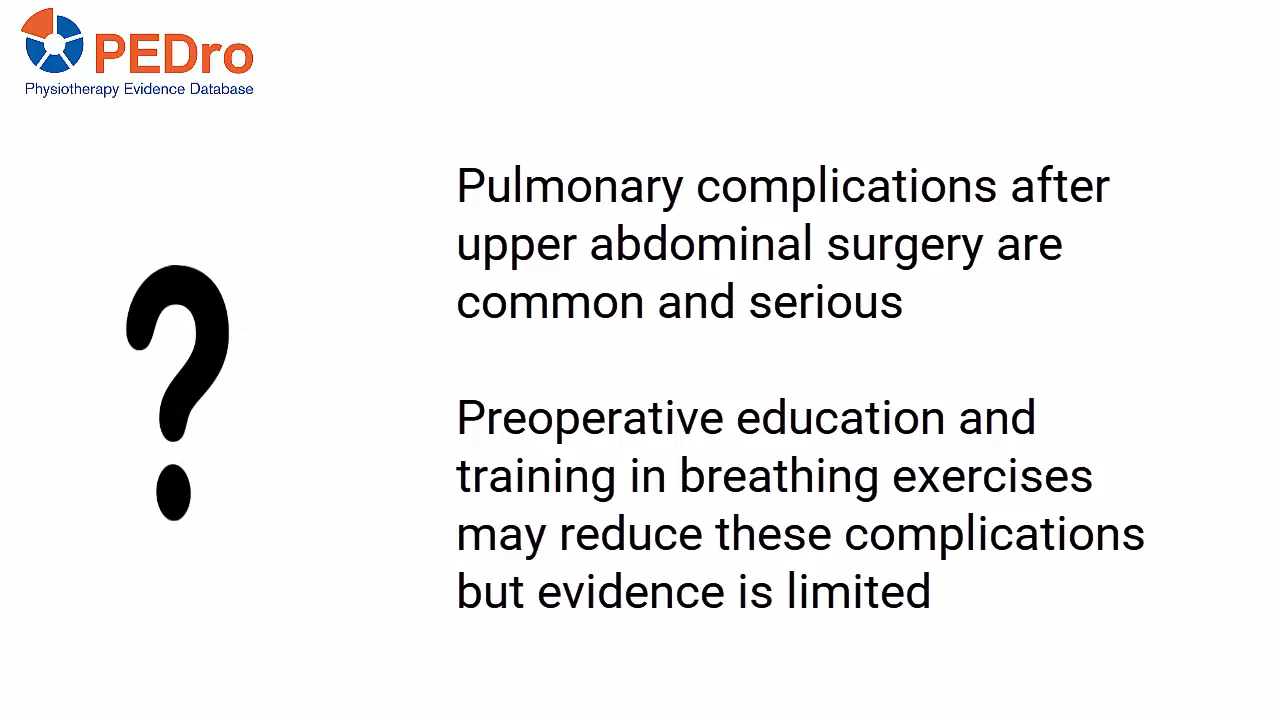 PEDro
Physiotherapy Evidence Database
Pulmonary complications after
upper abdominal surgery are
common and serious
Preoperative education and
training in breathing exercises
may reduce these complications
but evidence is limited
?